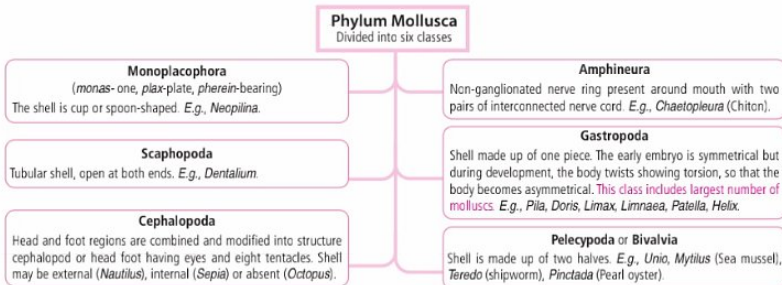 Phylum Mollusca
Divided into six classes
Monoplacophora
(monas- one, plax-plate, pherein-bearing)
The shell is cup or spoon-shaped. E.g., Neopilina.
Scaphopoda
Tubular shell, open at both ends. E.g., Dentalium.
Cephalopoda
Head and foot regions are combined and modified into structure
cephalopod or head foot having eyes and eight tentacles. Shell
may be external (Nautilus), internal (Sepia) or absent (Octopus).
Amphineura
Non-ganglionated nerve ring present around mouth with two
pairs of interconnected nerve cord. E.g., Chaetopleura (Chiton).
Gastropoda
Shell made up of one piece. The early embryo is symmetrical but
during development, the body twists showing torsion, so that the
body becomes asymmetrical. This class includes largest number of
molluscs. E.g., Pila, Doris, Limax, Limnaea, Patella, Helix.
Pelecypoda or Bivalvia
Shell is made up of two halves. E.g., Unio, Mytilus (Sea mussel),
Teredo (shipworm), Pinctada (Pearl oyster).